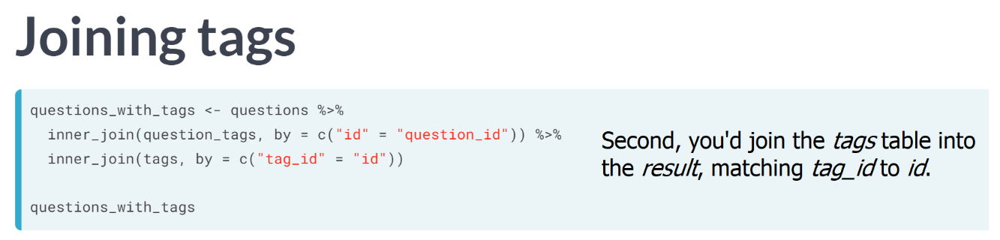 Joining tags
questions_with_tags <- questions %>%
  inner_join(question_tags, by = c("id" = "question_id")) %>%
  inner_join(tags, by = c("tag_id" = "id"))
questions_with_tags
Second, you'd join the tags table into
the result, matching tag_id to id.